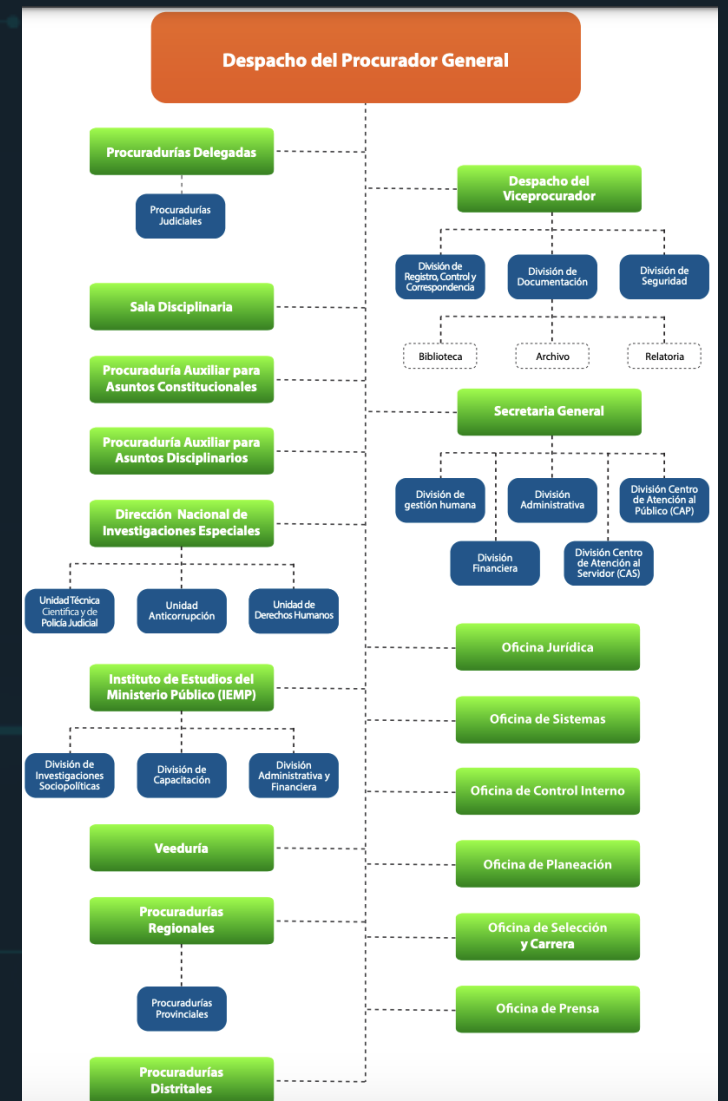 Despacho del Procurador General
Procuradurías Delegadas
Procuradurías
Judiciales
Despacho del
Viceprocurador
División de
Registro, Control y
Correspondencia
División de
Documentación
División de
Seguridad
Biblioteca
Archivo
Relatoria
Sala Disciplinaria
Procuraduría Auxiliar para
Asuntos Constitucionales
Procuraduría Auxiliar para
Asuntos Disciplinarios
Secretaria General
División de
gestión humana
División
Administrativa
División Centro
de Atención al
Público (CAP)
División
Financiera
División Centro
de Atención al
Servidor (CAS)
Dirección Nacional de
Investigaciones Especiales
Unidad Técnica
Cientifica y de
Policía Judicial
Unidad
Anticorrupción
Unidad de
Derechos Humanos
Instituto de Estudios del
Ministerio Público (IEMP)
División de
Investigaciones
Sociopolíticas
División de
Capacitación
División
Administrativa y
Financiera
Oficina Jurídica
Oficina de Sistemas
Oficina de Control Interno
Veeduría
Oficina de Planeación
Procuradurías
Regionales
Procuradurías
Provinciales
Oficina de Selección
y Carrera
Oficina de Prensa
Procuradurías
Distritales